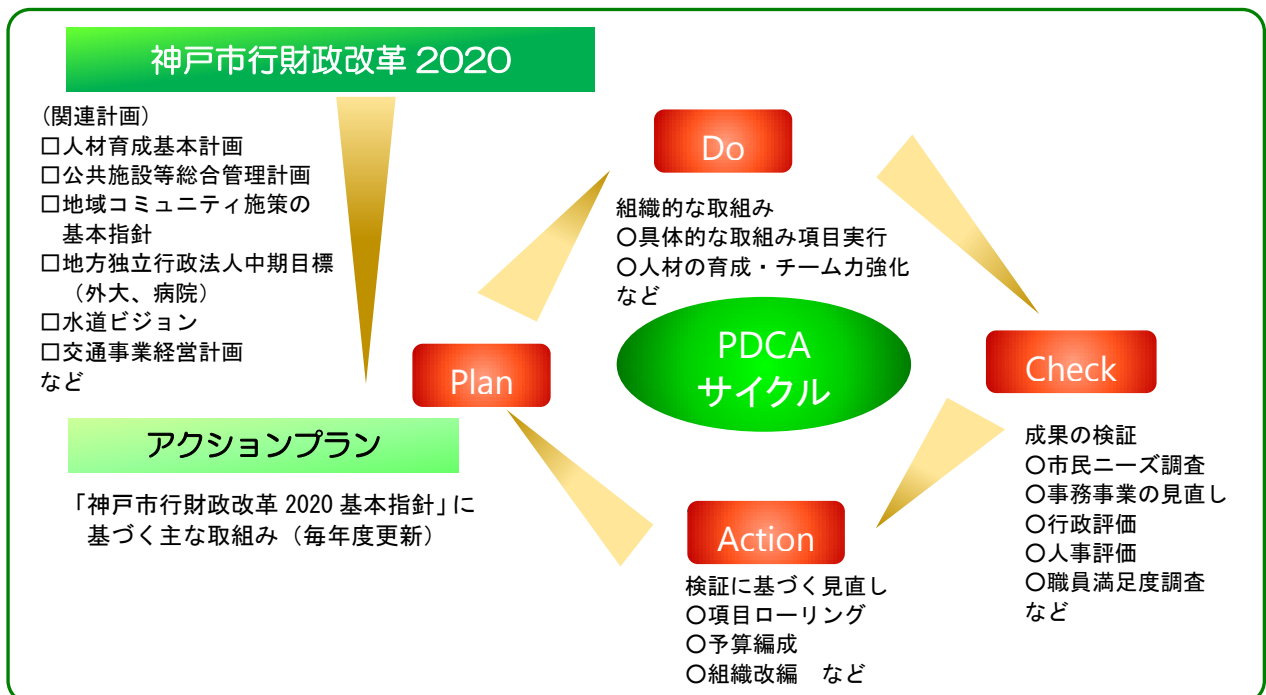 神戸市行財政改革 2020
(関連計画)
□人材育成基本計画
□公共施設等総合管理計画
□地域コミュニティ施策の
基本指針
□地方独立行政法人中期目標
（外大、病院）
□水道ビジョン
□交通事業経営計画
など
アクションプラン
「神戸市行財政改革 2020 基本指針」に
基づく主な取組み（毎年度更新）
Plan
Do
組織的な取組み
○具体的な取組み項目実行
○人材の育成・チーム力強化
など
PDCA
サイクル
Check
成果の検証
○市民ニーズ調査
○事務事業の見直し
○行政評価
○人事評価
○職員満足度調査
など
Action
検証に基づく見直し
○項目ローリング
○予算編成
○組織改編　など